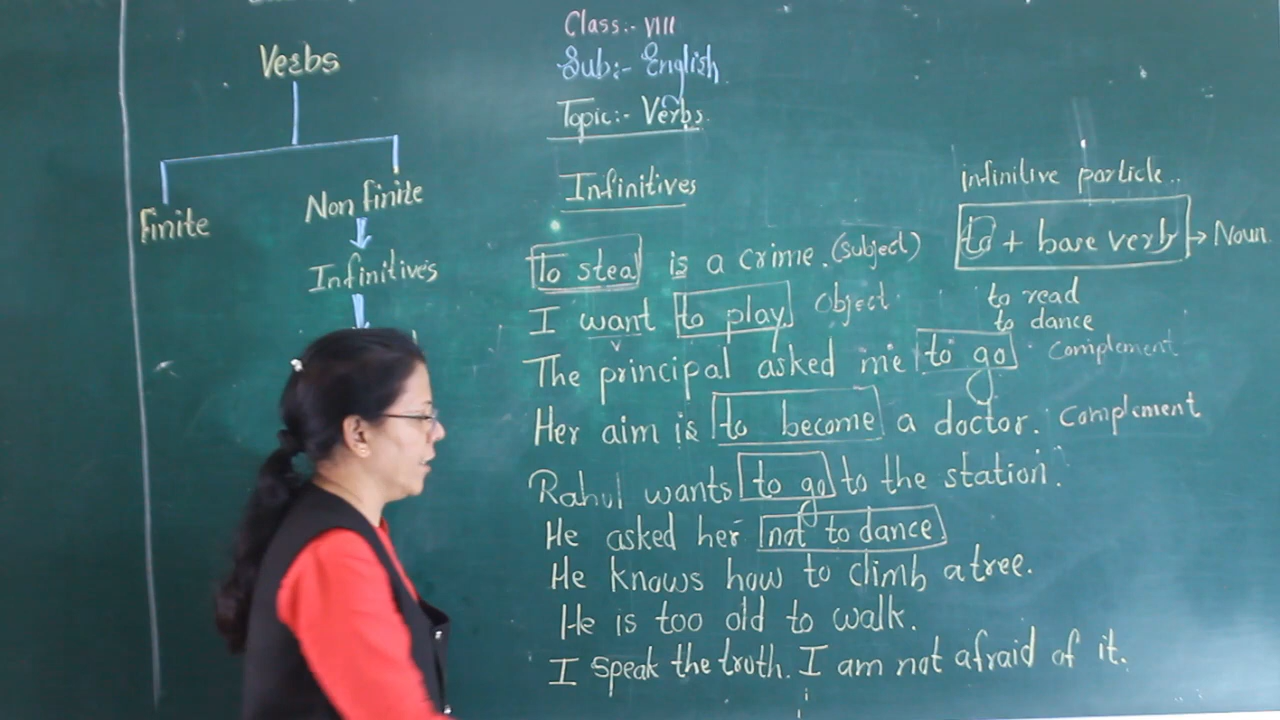 Verbs
Finite
Non finite
Infinitives
Class:- VIII
Sub:- English
Topic:- Verbs.
Infinitives
infinitive particle..
to + base verb → Noun
to read
to dance
To steal is a crime. (subject)
I want to play. Object
V
The principal asked me to go Complement
Her aim is to become a doctor. Complement
Rahul wants to go to the station.
He asked her not to dance
He knows how to climb a tree.
He is too old to walk.
I speak the truth. I am not afraid of it.